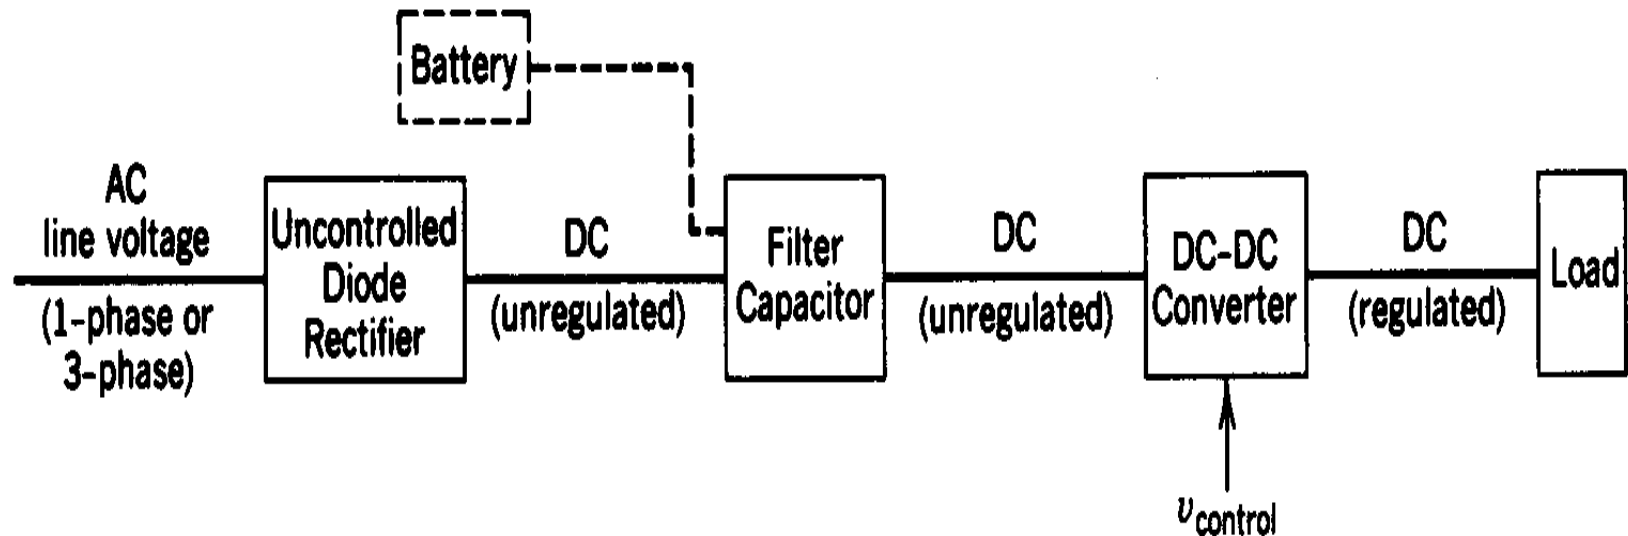 Battery
AC
line voltage
(1-phase or
3-phase)
Uncontrolled
Diode
Rectifier
DC
(unregulated)
Filter
Capacitor
DC
(unregulated)
DC-DC
Converter
DC
(regulated)
Load
υcontrol